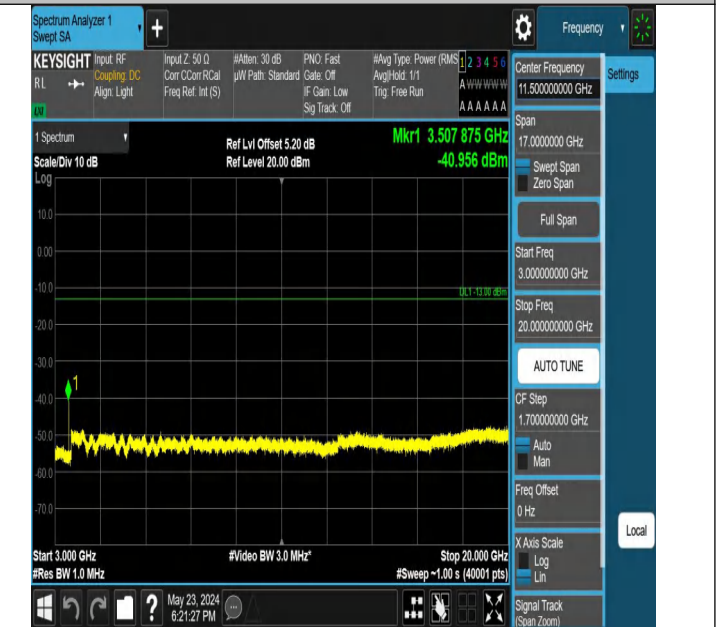 Spectrum Analyzer 1
Swept SA
+
Frequency
KEYSIGHT
RL
LXI
Input: RF
Coupling: DC
Align: Light
Input Z: 50 Ω
Corr CCorr RCal
Freq Ref: Int (S)
#Atten: 30 dB
µW Path: Standard
PNO: Fast
Gate: Off
IF Gain: Low
Sig Track: Off
#Avg Type: Power (RMS
Avg|Hold: 1/1
Trig: Free Run
1 2 3 4 5 6
A W W W W W
A A A A A A
1 Spectrum
Scale/Div 10 dB
Log
Ref Lvl Offset 5.20 dB
Ref Level 20.00 dBm
Mkr1 3.507 875 GHz
-40.956 dBm
10.0
0.00
-10.0
DL1 -13.00 dBm
-20.0
-30.0
1
-40.0
-50.0
-60.0
-70.0
Start 3.000 GHz
#Res BW 1.0 MHz
#Video BW 3.0 MHz*
Stop 20.000 GHz
#Sweep ~1.00 s (40001 pts)
?
May 23, 2024
6:21:27 PM
Center Frequency
11.500000000 GHz
Settings
Span
17.0000000 GHz
Swept Span
Zero Span
Full Span
Start Freq
3.000000000 GHz
Stop Freq
20.000000000 GHz
AUTO TUNE
CF Step
1.700000000 GHz
Auto
Man
Freq Offset
0 Hz
X Axis Scale
Log
Lin
Local
Signal Track
(Span Zoom)